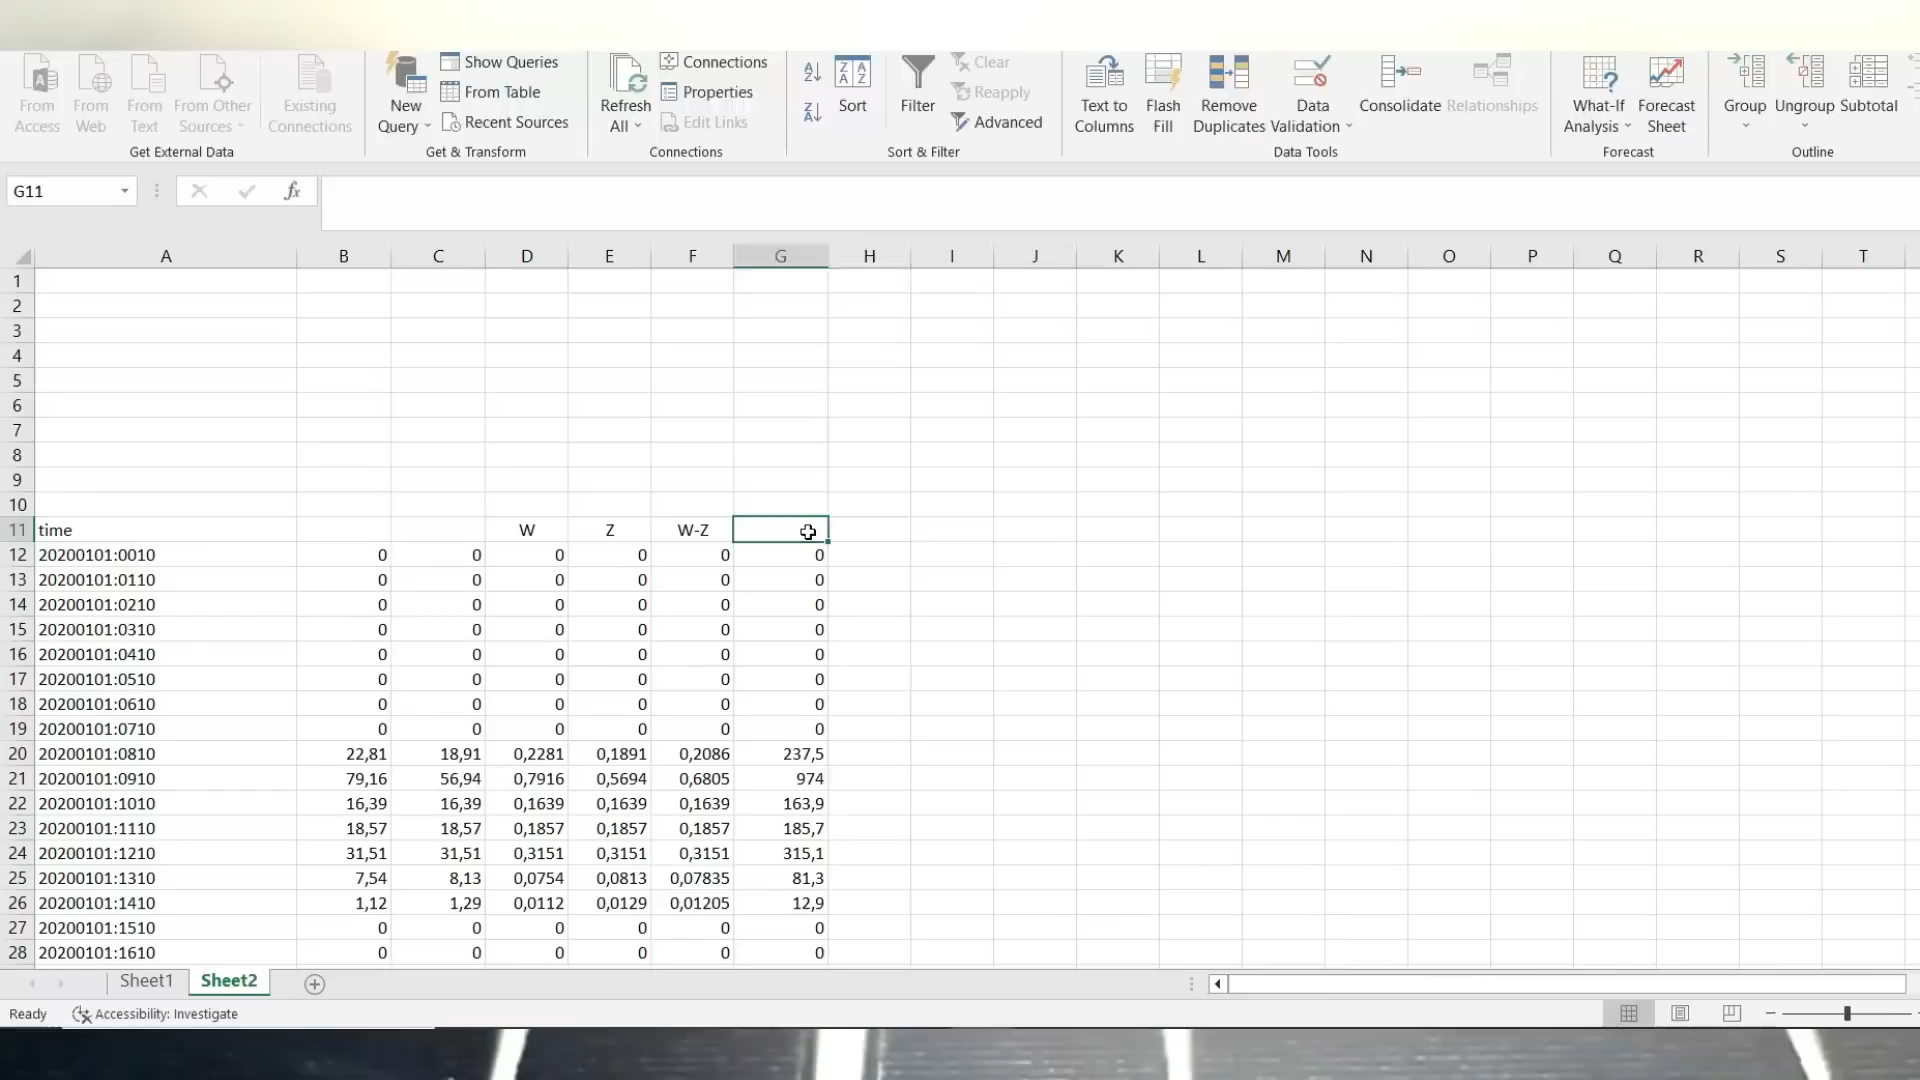 From Access
From Web
From Text
From Other Sources
Existing Connections
Get External Data
New Query
Show Queries
From Table
Recent Sources
Get & Transform
Refresh All
Connections
Properties
Edit Links
Connections
Sort
Filter
Clear
Reapply
Advanced
Sort & Filter
Text to Columns
Flash Fill
Remove Duplicates
Data Validation
Consolidate
Relationships
Data Tools
What-If Analysis
Forecast Sheet
Forecast
Group
Ungroup
Subtotal
Outline
G11
fx
A B C D E F G H I J K L M N O P Q R S T
1
2
3
4
5
6
7
8
9
10
11 time W Z W-Z
12 20200101:0010 0 0 0 0 0 0
13 20200101:0110 0 0 0 0 0 0
14 20200101:0210 0 0 0 0 0 0
15 20200101:0310 0 0 0 0 0 0
16 20200101:0410 0 0 0 0 0 0
17 20200101:0510 0 0 0 0 0 0
18 20200101:0610 0 0 0 0 0 0
19 20200101:0710 0 0 0 0 0 0
20 20200101:0810 22,81 18,91 0,2281 0,1891 0,2086 237,5
21 20200101:0910 79,16 56,94 0,7916 0,5694 0,6805 974
22 20200101:1010 16,39 16,39 0,1639 0,1639 0,1639 163,9
23 20200101:1110 18,57 18,57 0,1857 0,1857 0,1857 185,7
24 20200101:1210 31,51 31,51 0,3151 0,3151 0,3151 315,1
25 20200101:1310 7,54 8,13 0,0754 0,0813 0,07835 81,3
26 20200101:1410 1,12 1,29 0,0112 0,0129 0,01205 12,9
27 20200101:1510 0 0 0 0 0 0
28 20200101:1610 0 0 0 0 0 0
Sheet1 Sheet2
Ready Accessibility: Investigate